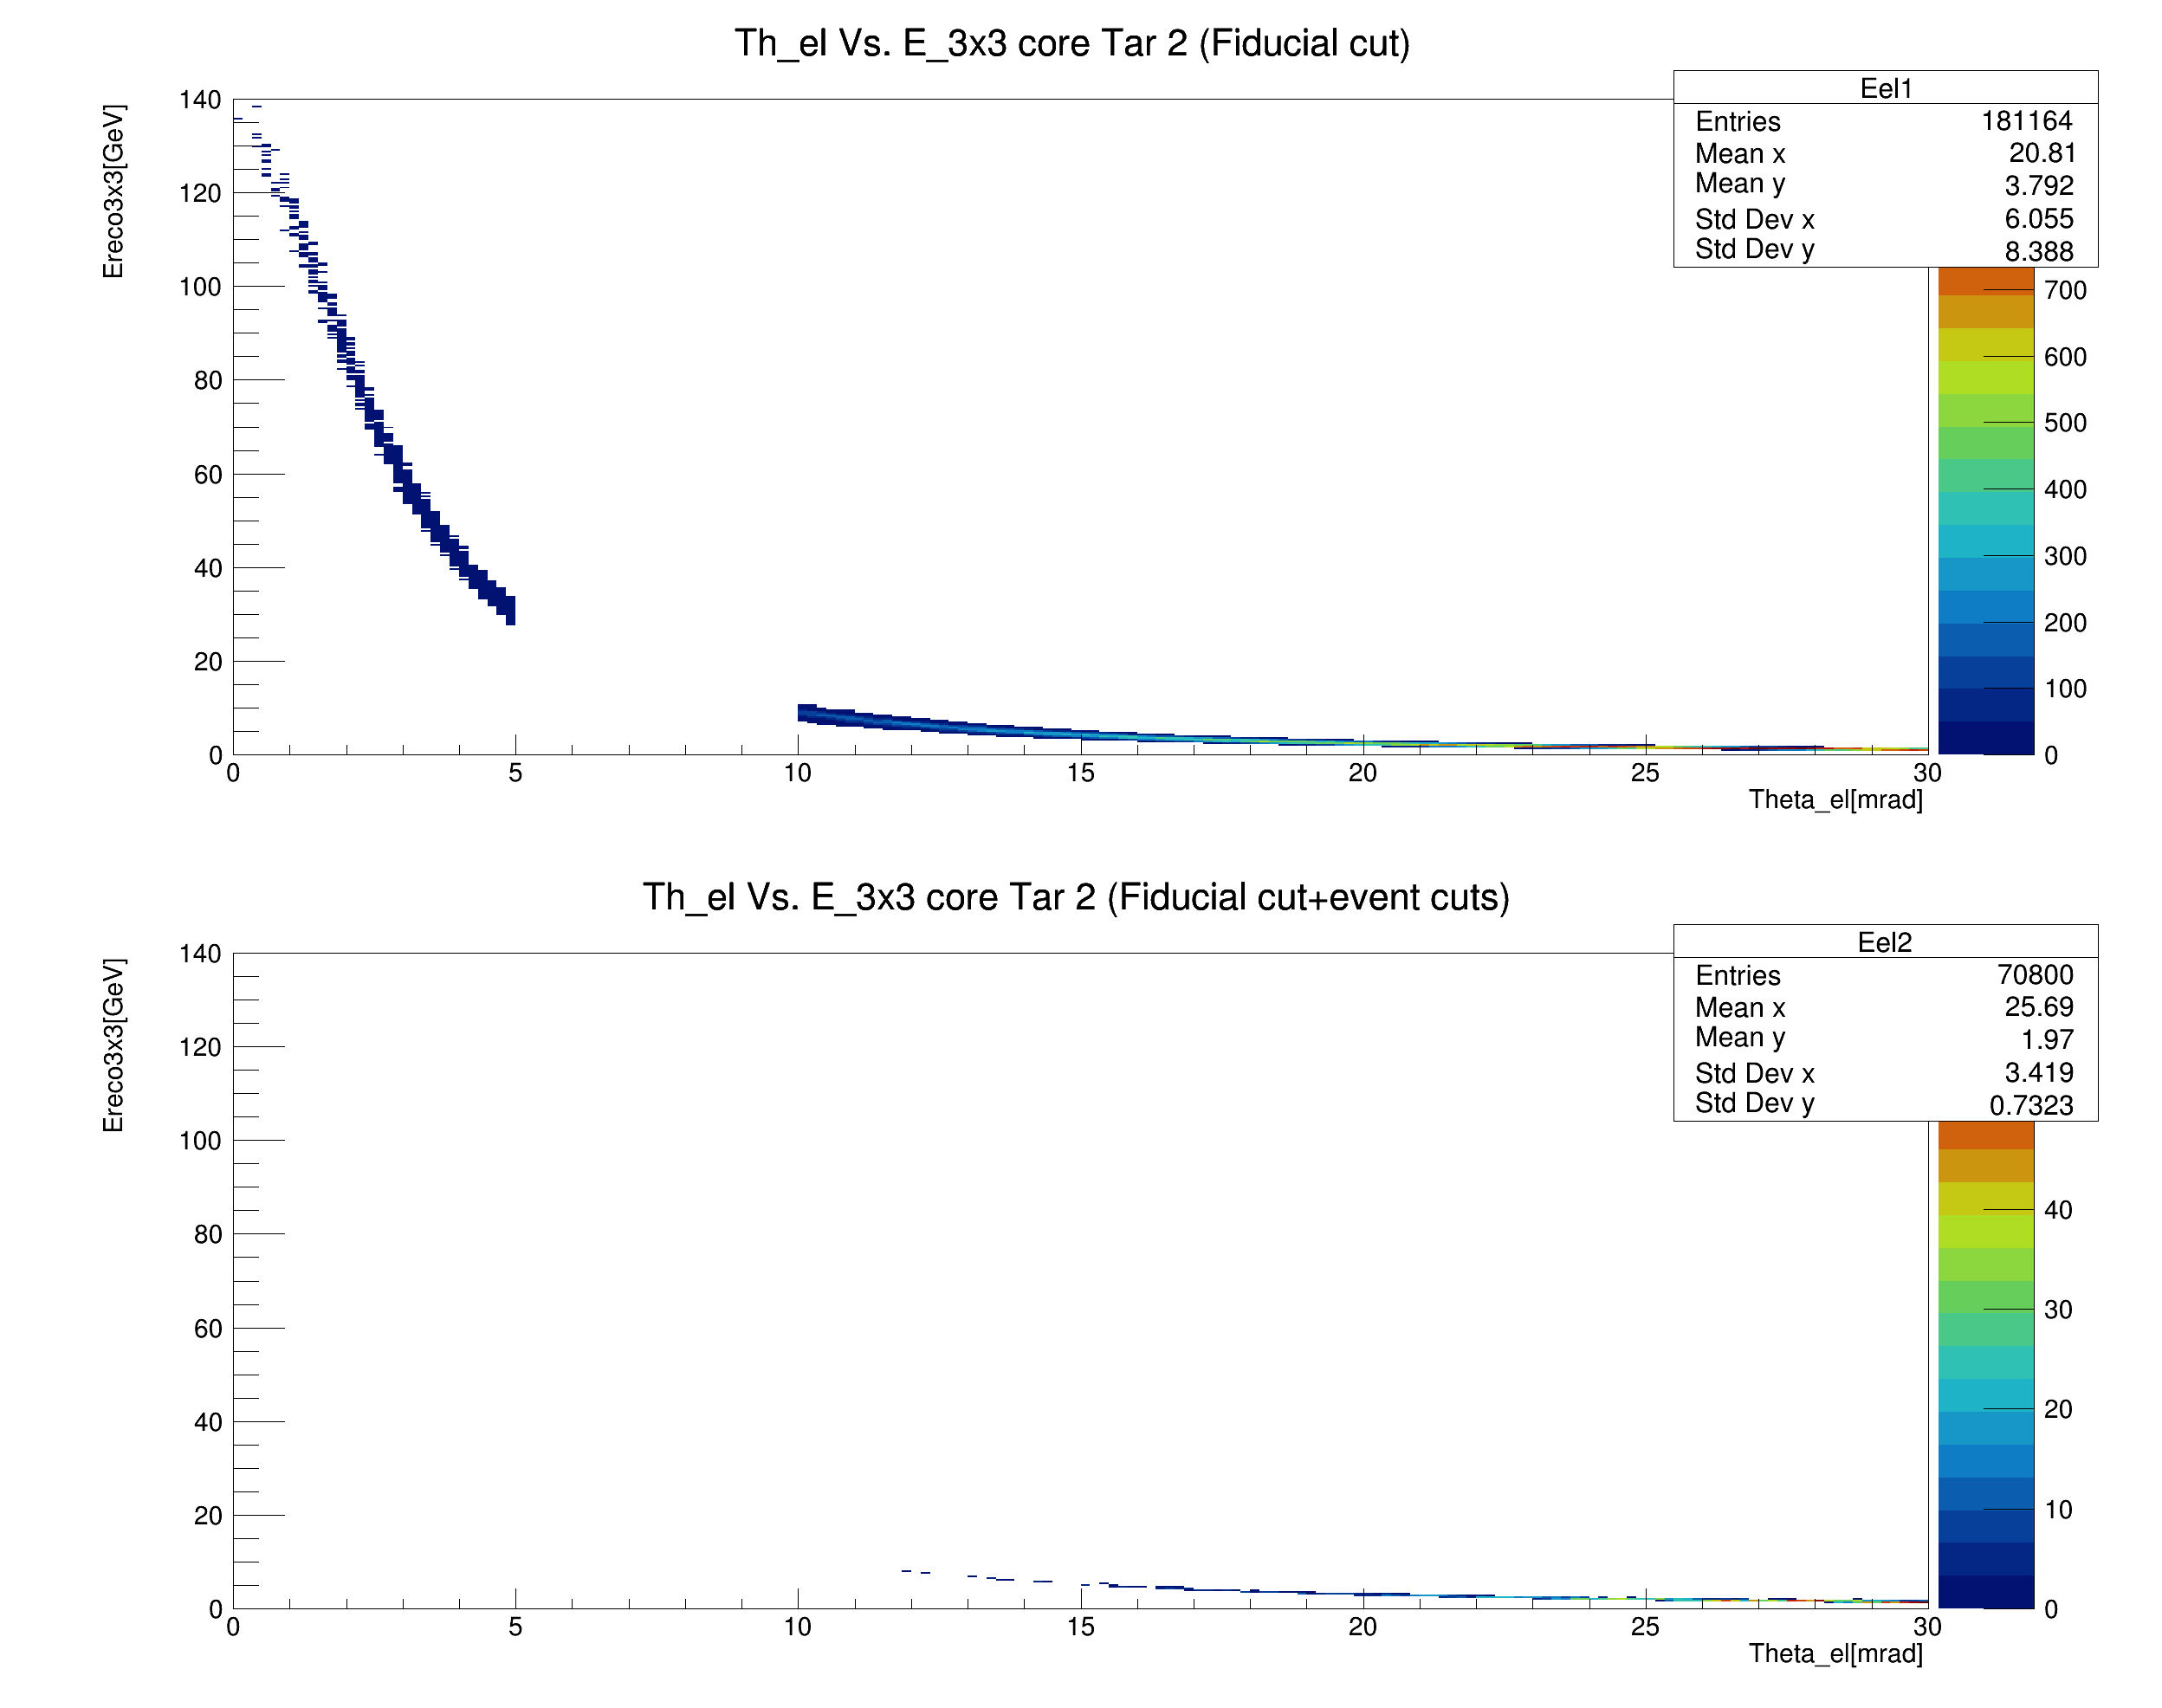 Th_el Vs. E_3x3 core Tar 2 (Fiducial cut)
Ereco3x3[GeV]
140
120
100
80
60
40
20
0
0 5 10 15 20 25 30
Theta_el[mrad]
Eel1
Entries 181164
Mean x 20.81
Mean y 3.792
Std Dev x 6.055
Std Dev y 8.388
700
600
500
400
300
200
100
0
Th_el Vs. E_3x3 core Tar 2 (Fiducial cut+event cuts)
Ereco3x3[GeV]
140
120
100
80
60
40
20
0
0 5 10 15 20 25 30
Theta_el[mrad]
Eel2
Entries 70800
Mean x 25.69
Mean y 1.97
Std Dev x 3.419
Std Dev y 0.7323
40
30
20
10
0